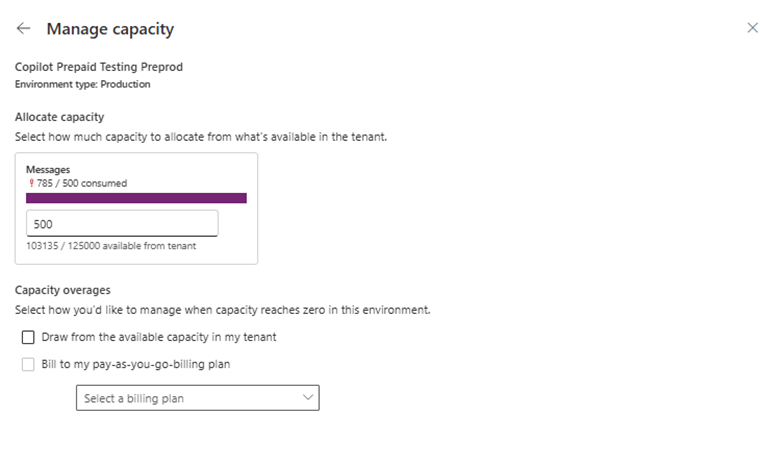 Manage capacity
Copilot Prepaid Testing Preprod
Environment type: Production
Allocate capacity
Select how much capacity to allocate from what's available in the tenant.
Messages
785 / 500 consumed
500
103135 / 125000 available from tenant
Capacity overages
Select how you'd like to manage when capacity reaches zero in this environment.
Draw from the available capacity in my tenant
Bill to my pay-as-you-go-billing plan
Select a billing plan